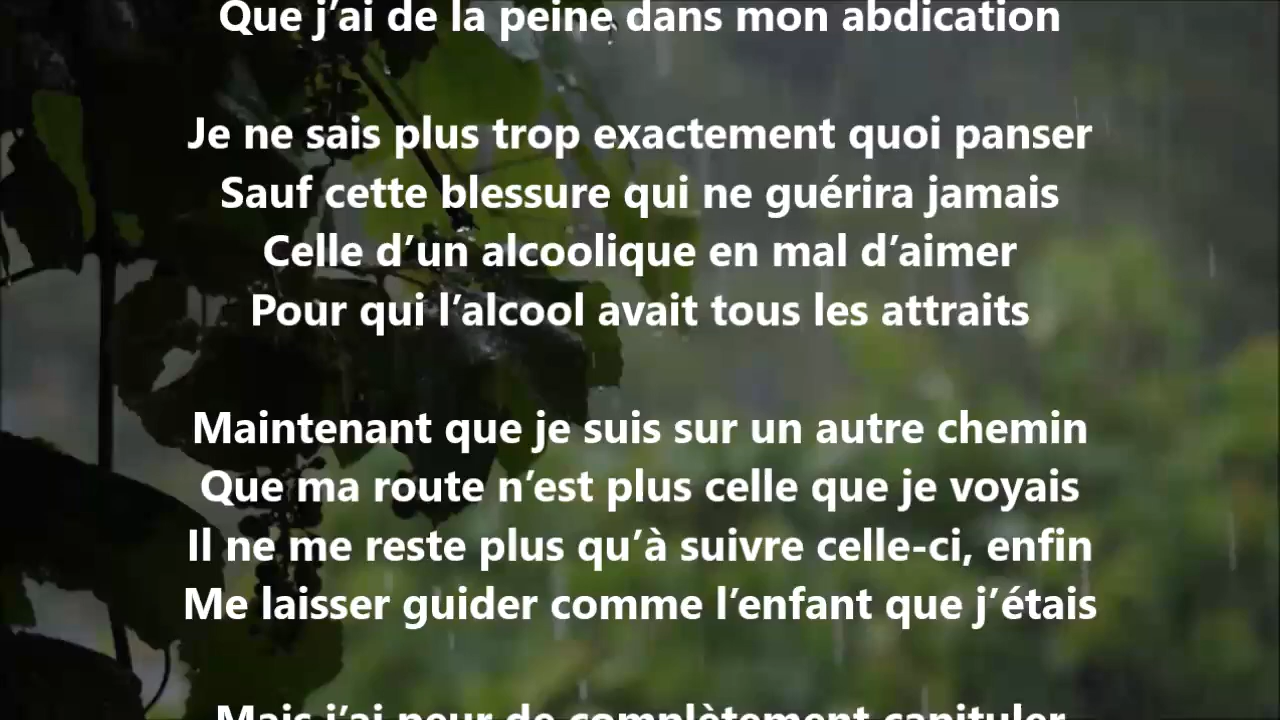 Que j’ai de la peine dans mon abdication
Je ne sais plus trop exactement quoi panser
Sauf cette blessure qui ne guérira jamais
Celle d’un alcoolique en mal d’aimer
Pour qui l’alcool avait tous les attraits
Maintenant que je suis sur un autre chemin
Que ma route n’est plus celle que je voyais
Il ne me reste plus qu’à suivre celle-ci, enfin
Me laisser guider comme l’enfant que j’étais
Mais j’ai peur de complètement capituler